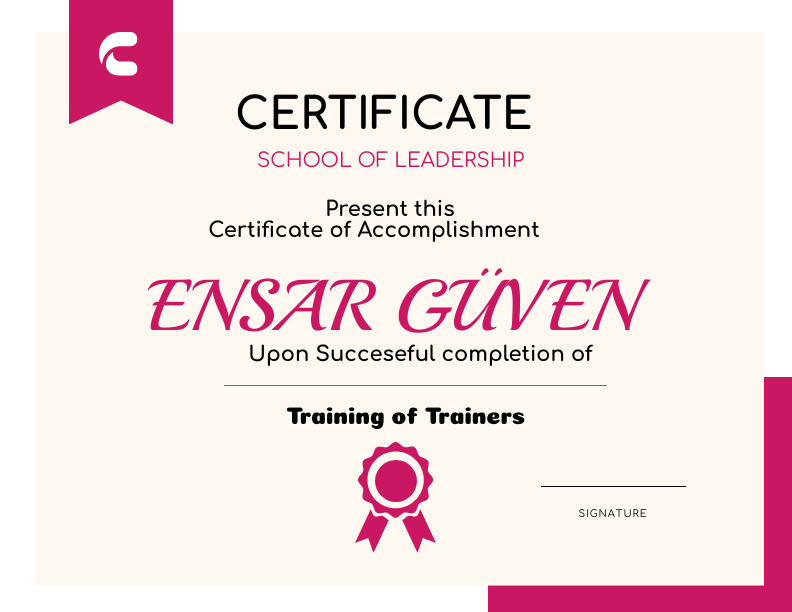 CERTIFICATE
SCHOOL OF LEADERSHIP
Present this
Certificate of Accomplishment
ENSAR GÜVEN
Upon Succeseful completion of
Training of Trainers
SIGNATURE